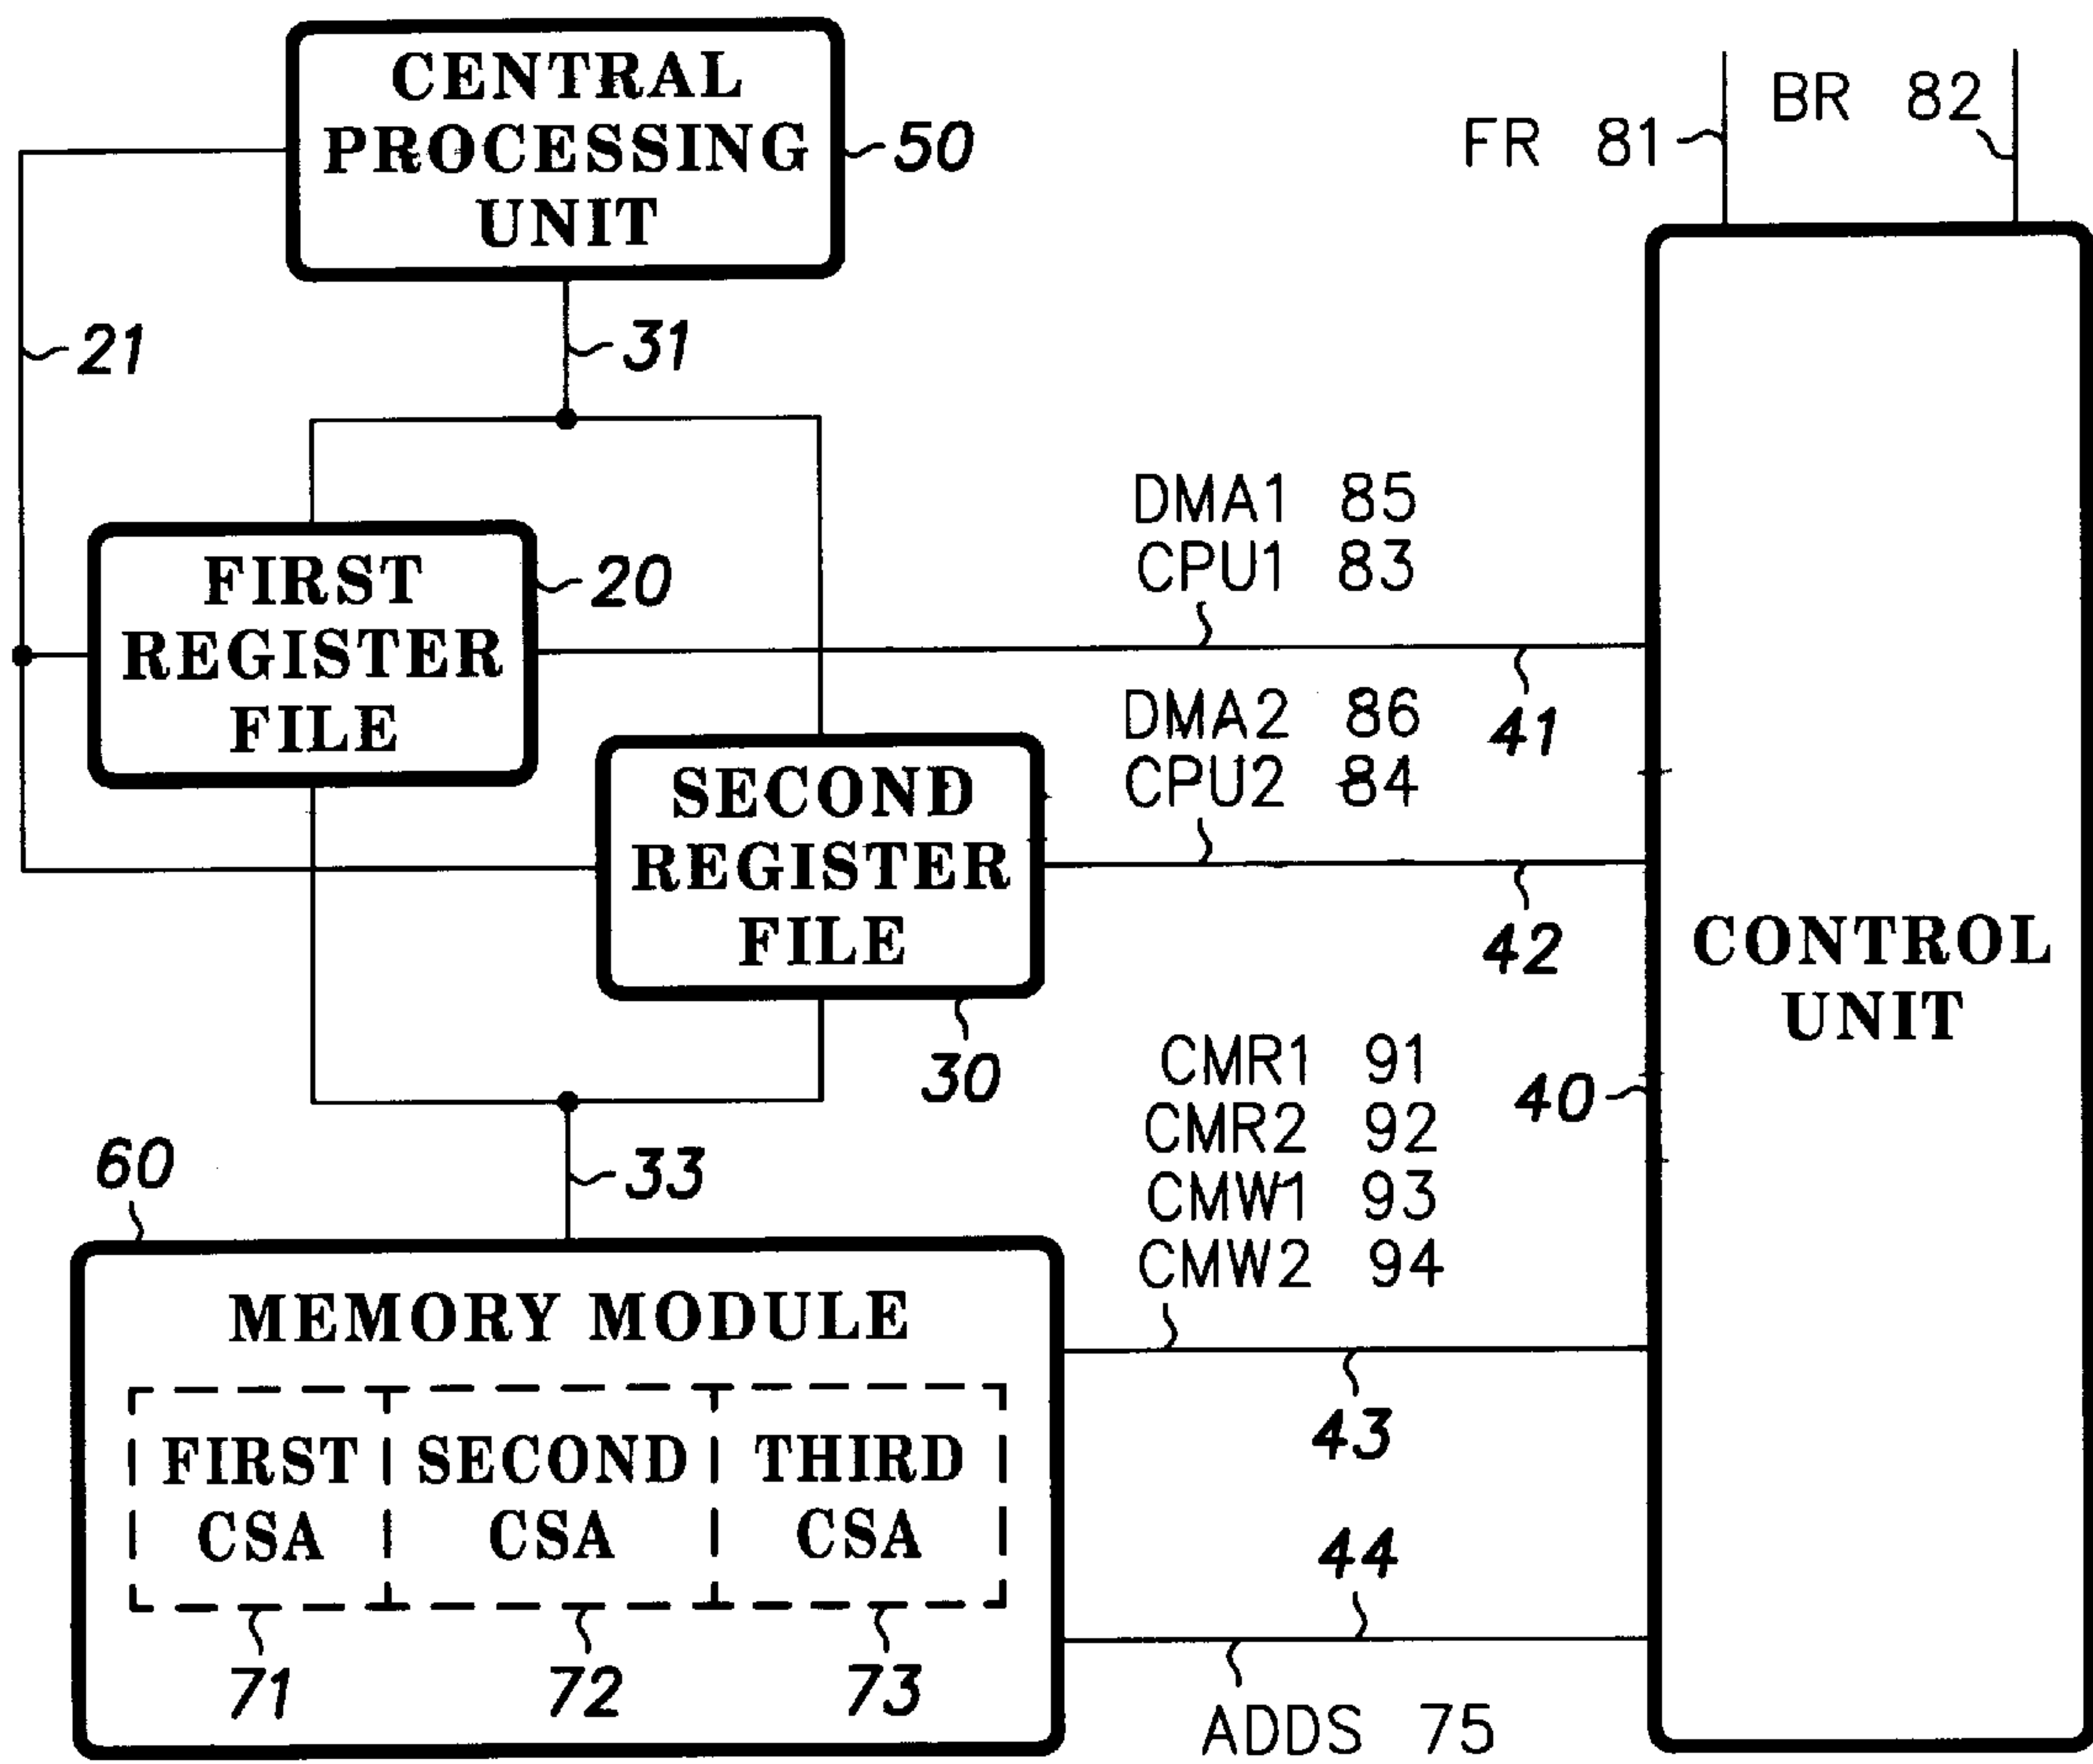 CENTRAL
PROCESSING
UNIT
50
FR 81
BR 82
21
31
DMA1 85
CPU1 83
FIRST
REGISTER
FILE
20
41
DMA2 86
CPU2 84
SECOND
REGISTER
FILE
42
CONTROL
UNIT
30
CMR1 91
CMR2 92
CMW1 93
CMW2 94
40
60
33
MEMORY MODULE
43
FIRST
CSA
SECOND
CSA
THIRD
CSA
44
71
72
73
ADDS 75